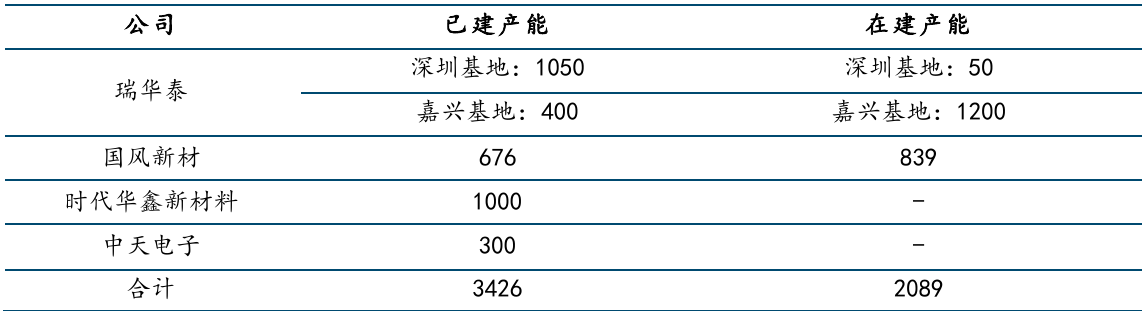 公司 已建产能 在建产能
瑞华泰 深圳基地：1050 深圳基地：50
嘉兴基地：400 嘉兴基地：1200
国风新材 676 839
时代华鑫新材料 1000 -
中天电子 300 -
合计 3426 2089